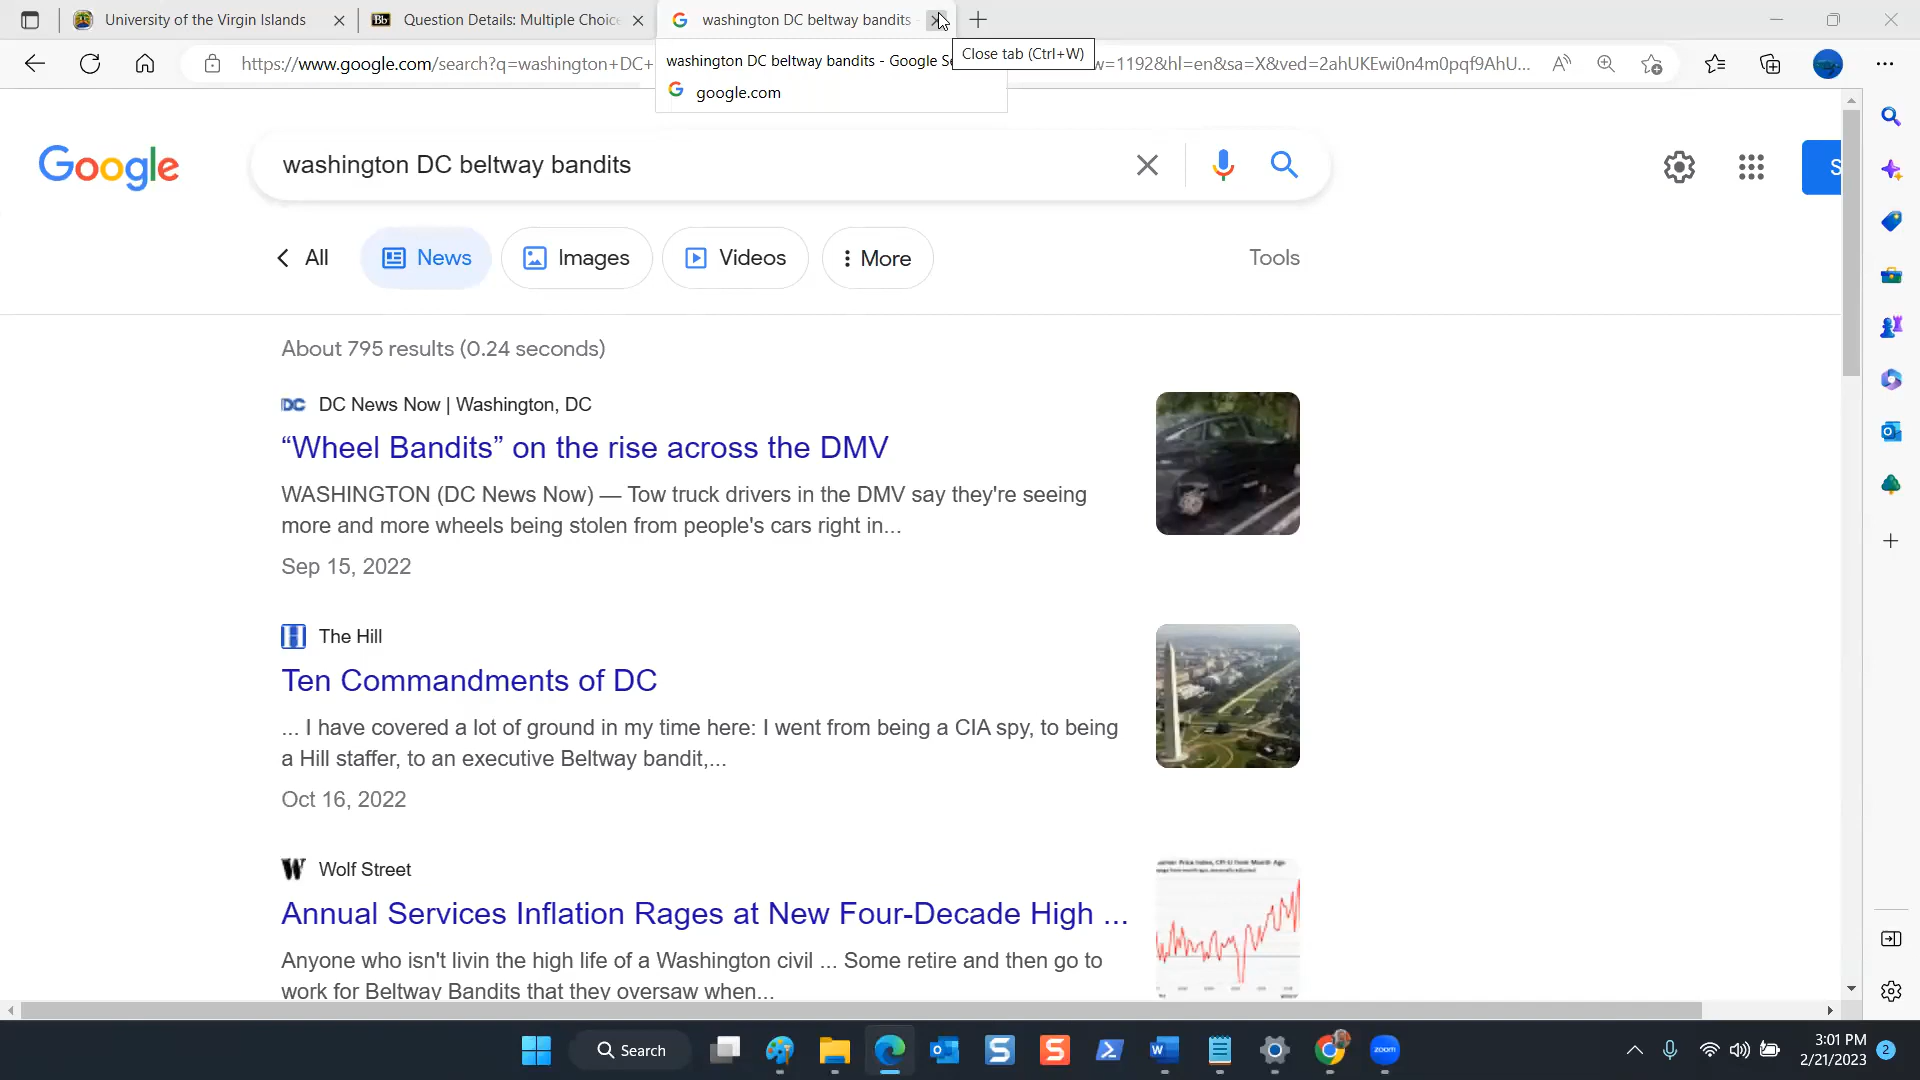 University of the Virgin Islands
Bb Question Details: Multiple Choice
washington DC beltway bandits -
Close tab (Ctrl+W)
washington DC beltway bandits - Google Se
google.com
https://www.google.com/search?q=washington+DC+
w=1192&hl=en&sa=X&ved=2ahUKEwi0n4m0pqf9AhU...
Google
washington DC beltway bandits
S
All
News
Images
Videos
More
Tools
About 795 results (0.24 seconds)
DC DC News Now | Washington, DC
“Wheel Bandits” on the rise across the DMV
WASHINGTON (DC News Now) — Tow truck drivers in the DMV say they're seeing
more and more wheels being stolen from people's cars right in...
Sep 15, 2022
The Hill
Ten Commandments of DC
... I have covered a lot of ground in my time here: I went from being a CIA spy, to being
a Hill staffer, to an executive Beltway bandit,...
Oct 16, 2022
W Wolf Street
Annual Services Inflation Rages at New Four-Decade High ...
Anyone who isn't livin the high life of a Washington civil ... Some retire and then go to
work for Beltway Bandits that they oversaw when...
Search
zoom
3:01 PM
2/21/2023
2